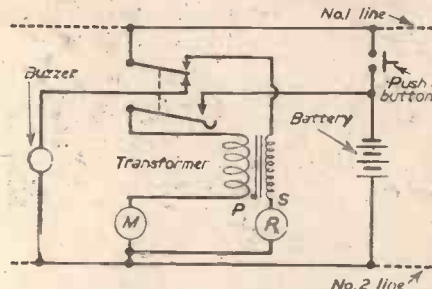 No.1 line
Buzzer
Push
button
Battery
Transformer
P
S
M
R
No.2 line